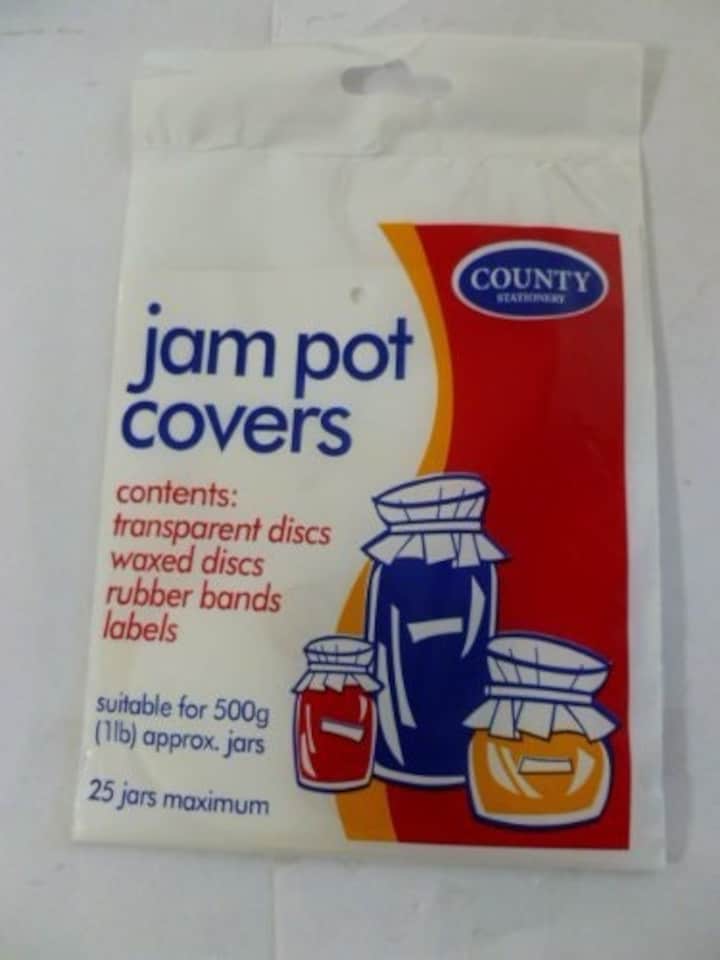 COUNTY
STATIONERY
jam pot
covers
contents:
transparent discs
waxed discs
rubber bands
labels
suitable for 500g
(1lb) approx. jars
25 jars maximum